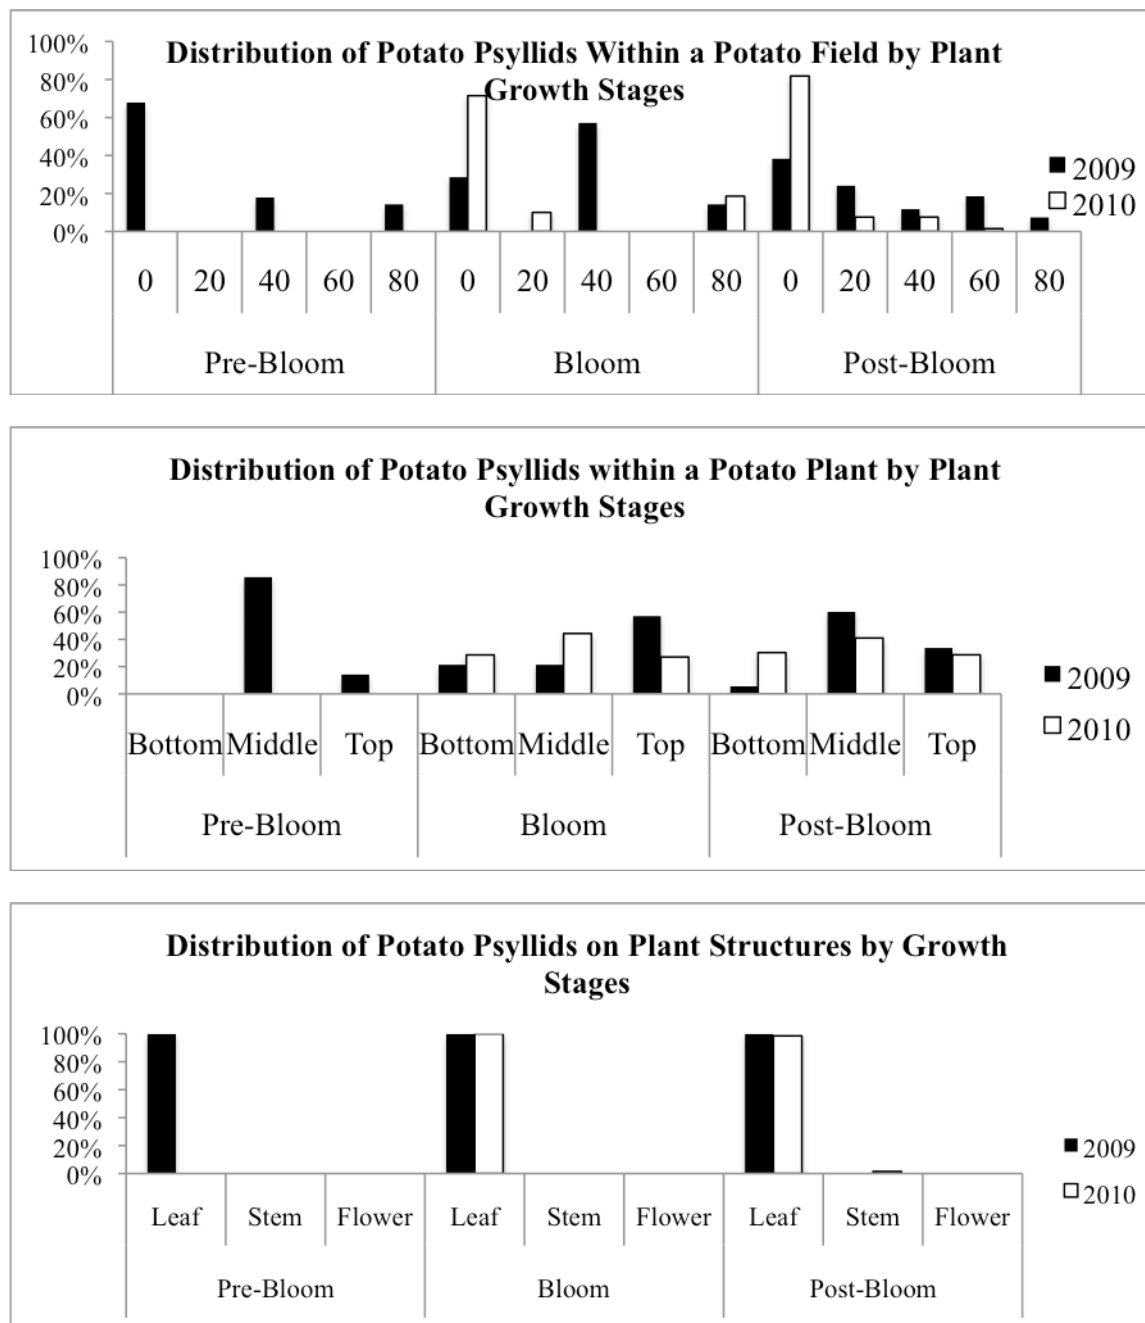 Distribution of Potato Psyllids Within a Potato Field by Plant
Growth Stages
100%
80%
60%
40%
20%
0%
2009
2010
0 20 40 60 80 0 20 40 60 80 0 20 40 60 80
Pre-Bloom Bloom Post-Bloom
Distribution of Potato Psyllids within a Potato Plant by Plant
Growth Stages
100%
80%
60%
40%
20%
0%
2009
2010
Bottom Middle Top Bottom Middle Top Bottom Middle Top
Pre-Bloom Bloom Post-Bloom
Distribution of Potato Psyllids on Plant Structures by Growth
Stages
100%
80%
60%
40%
20%
0%
2009
2010
Leaf Stem Flower Leaf Stem Flower Leaf Stem Flower
Pre-Bloom Bloom Post-Bloom